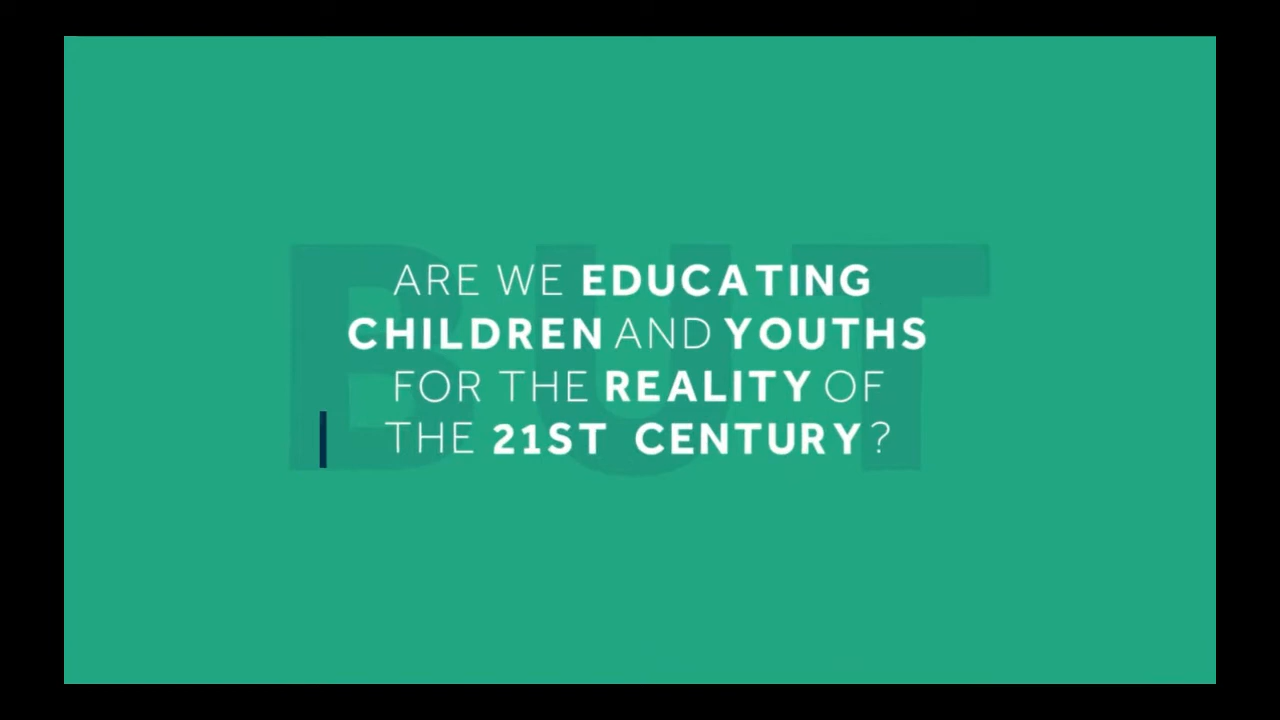 BUT
ARE WE EDUCATING
CHILDREN AND YOUTHS
FOR THE REALITY OF
THE 21ST CENTURY?